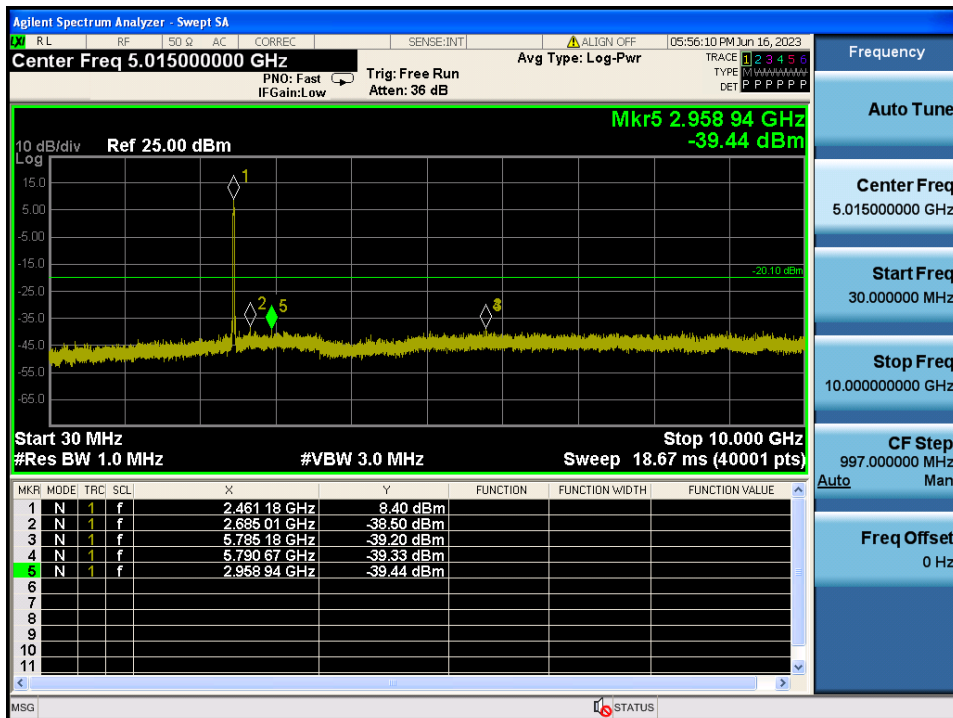 Agilent Spectrum Analyzer - Swept SA
LXI RL RF 50 Ω AC CORREC SENSE:INT ALIGN OFF 05:56:10 PM Jun 16, 2023
Center Freq 5.015000000 GHz
PNO: Fast
IFGain:Low
Trig: Free Run
Atten: 36 dB
Avg Type: Log-Pwr
TRACE 1 2 3 4 5 6
TYPE M
DET P P P P P P
Mkr5 2.958 94 GHz
-39.44 dBm
10 dB/div
Log
Ref 25.00 dBm
15.0
5.00
-5.00
-15.0
-25.0
-35.0
-45.0
-55.0
-65.0
1
2
5
-20.10 dBm
Start 30 MHz
Stop 10.000 GHz
#Res BW 1.0 MHz
#VBW 3.0 MHz
Sweep 18.67 ms (40001 pts)
MKR MODE TRC SCL X Y FUNCTION FUNCTION WIDTH FUNCTION VALUE
1 N 1 f 2.461 18 GHz 8.40 dBm
2 N 1 f 2.685 01 GHz -38.50 dBm
3 N 1 f 5.785 18 GHz -39.20 dBm
4 N 1 f 5.790 67 GHz -39.33 dBm
5 N 1 f 2.958 94 GHz -39.44 dBm
6
7
8
9
10
11
MSG
STATUS
Frequency
Auto Tune
Center Freq
5.015000000 GHz
Start Freq
30.000000 MHz
Stop Freq
10.000000000 GHz
CF Step
997.000000 MHz
Auto Man
Freq Offset
0 Hz